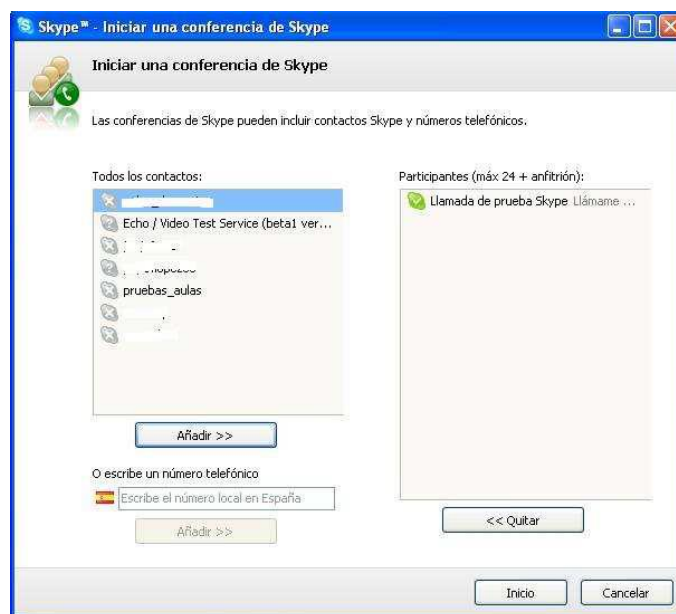 Skype™ - Iniciar una conferencia de Skype
Iniciar una conferencia de Skype
Las conferencias de Skype pueden incluir contactos Skype y números telefónicos.
Todos los contactos:
Echo / Video Test Service (beta1 ver...
pruebas_aulas
Añadir >>
O escribe un número telefónico
Escribe el número local en España
Añadir >>
Participantes (máx 24 + anfitrión):
Llamada de prueba Skype Llámame ...
<< Quitar
Inicio
Cancelar